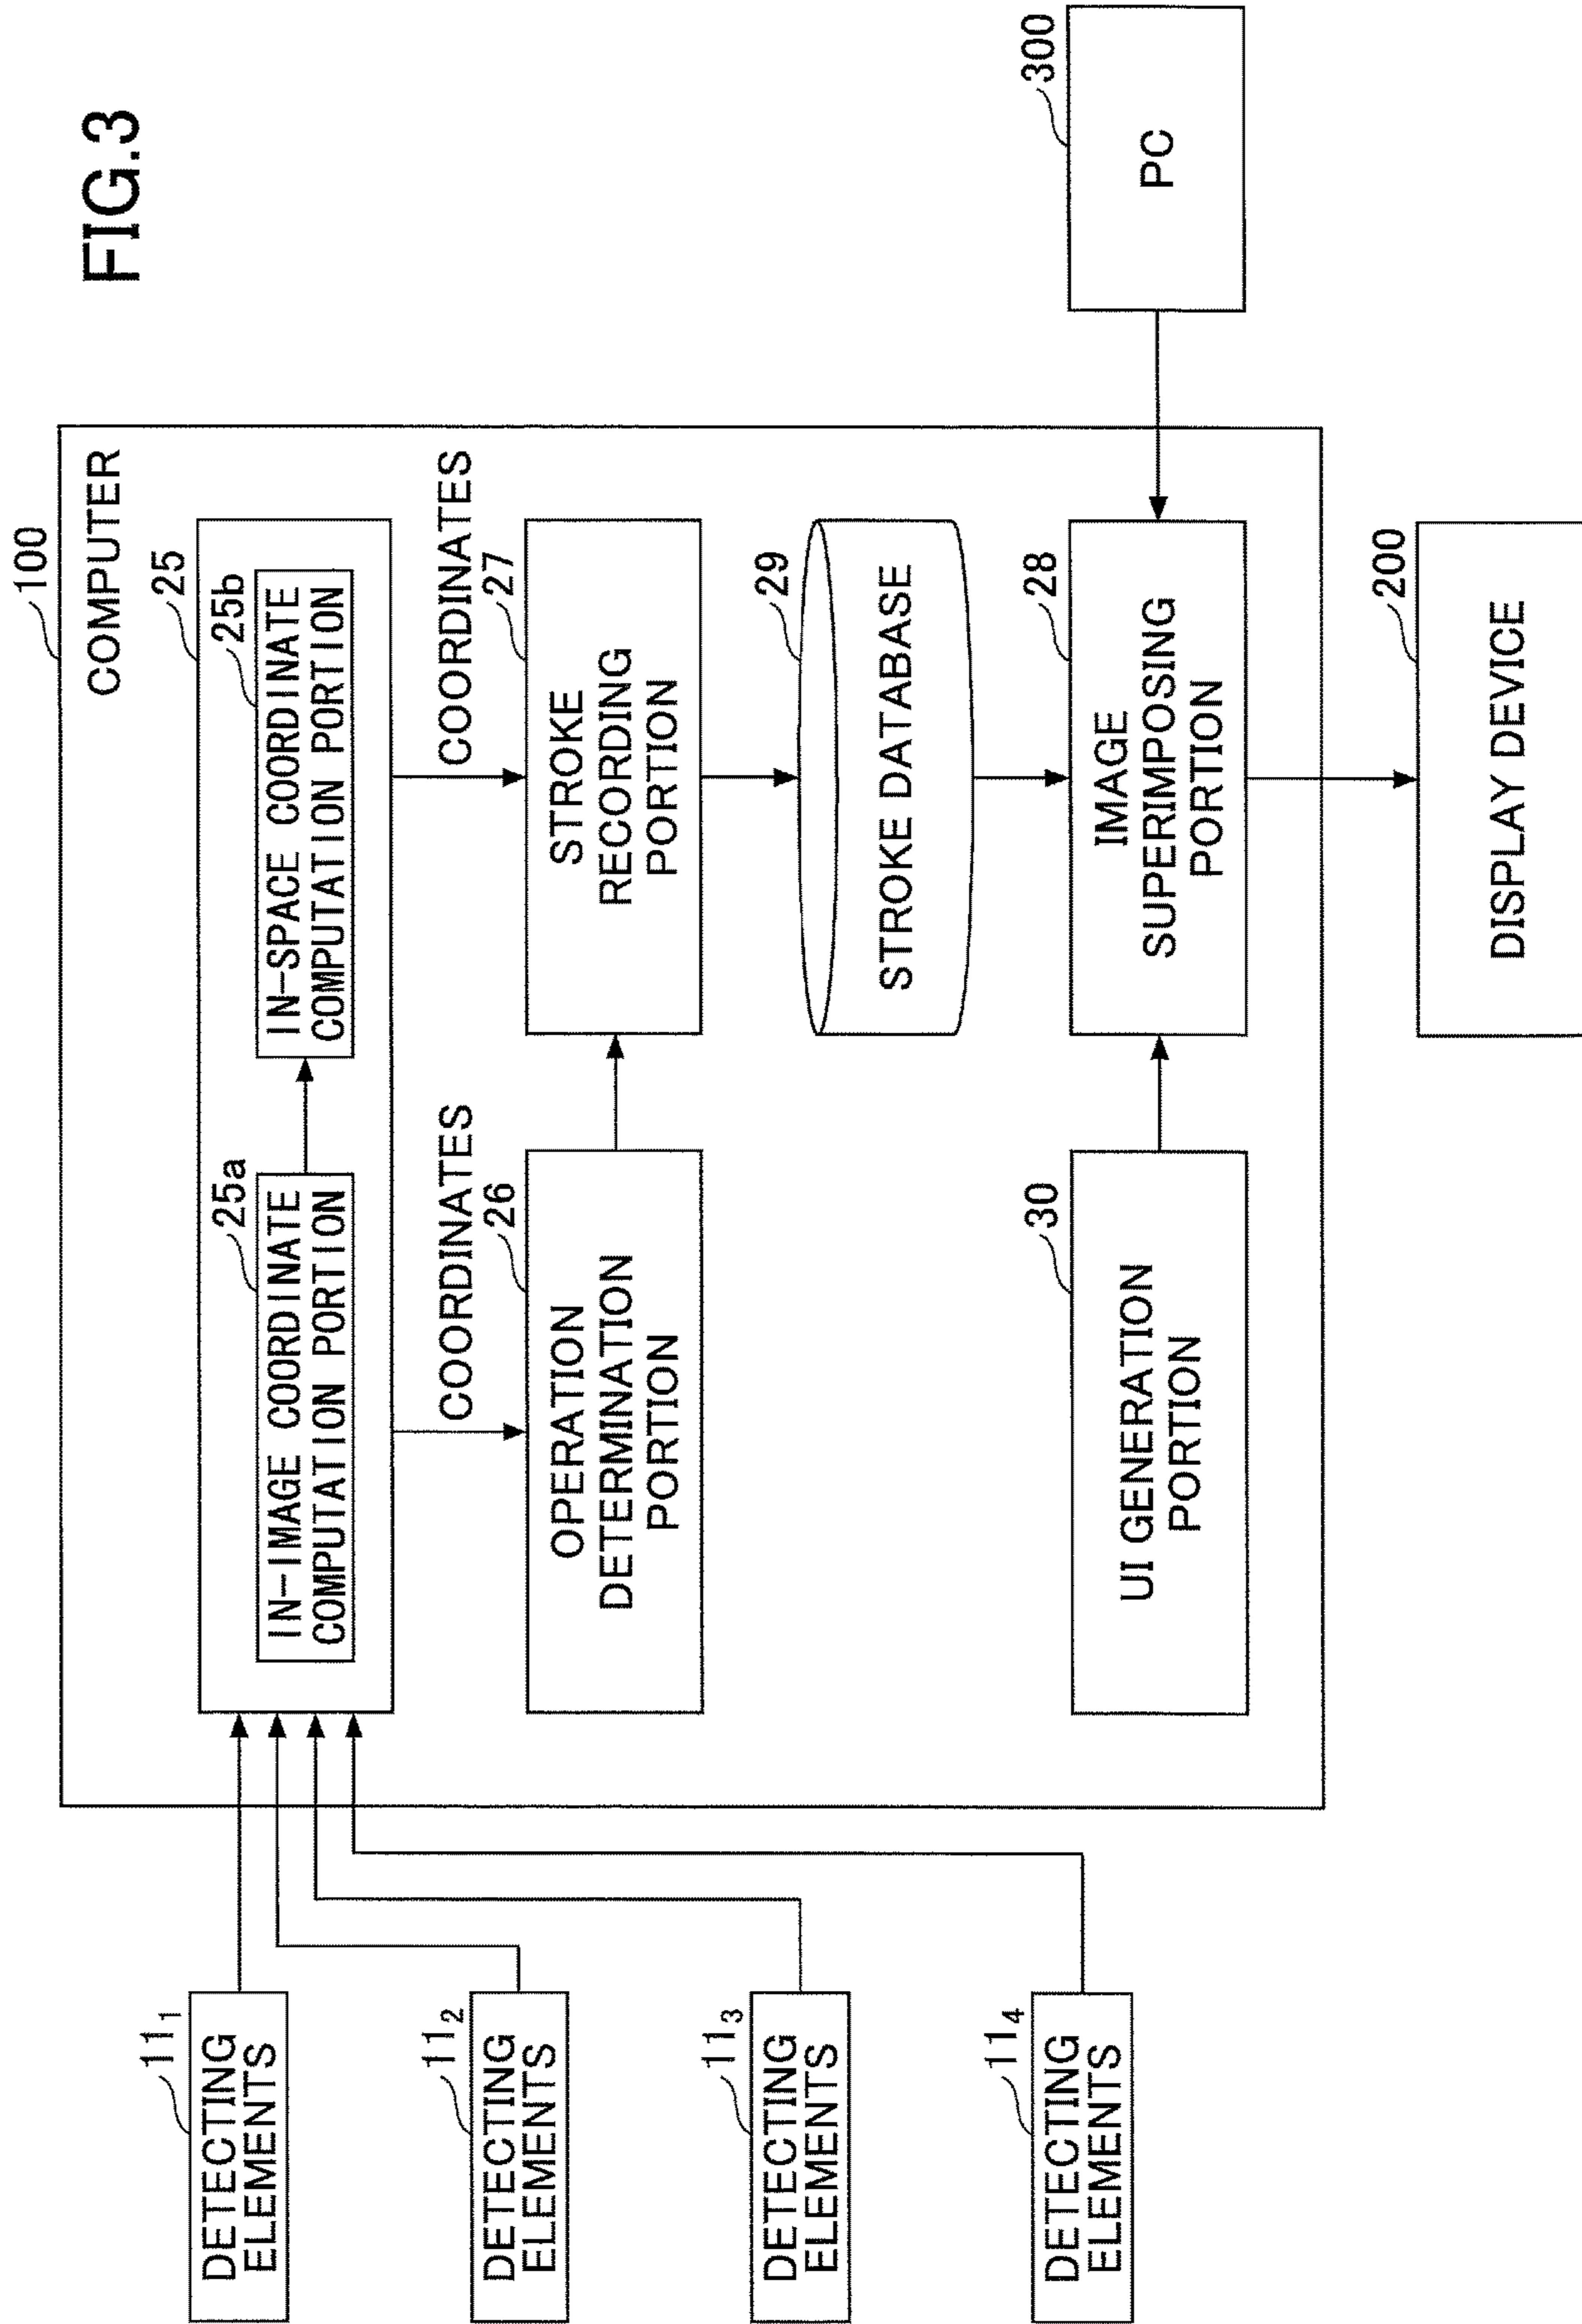 FIG.3
100
COMPUTER
25
25a
IN-IMAGE COORDINATE
COMPUTATION PORTION
25b
IN-SPACE COORDINATE
COMPUTATION PORTION
11₁
DETECTING
ELEMENTS
11₂
DETECTING
ELEMENTS
11₃
DETECTING
ELEMENTS
11₄
DETECTING
ELEMENTS
COORDINATES
26
OPERATION
DETERMINATION
PORTION
COORDINATES
27
STROKE
RECORDING
PORTION
29
STROKE DATABASE
30
UI GENERATION
PORTION
28
IMAGE
SUPERIMPOSING
PORTION
300
PC
200
DISPLAY DEVICE